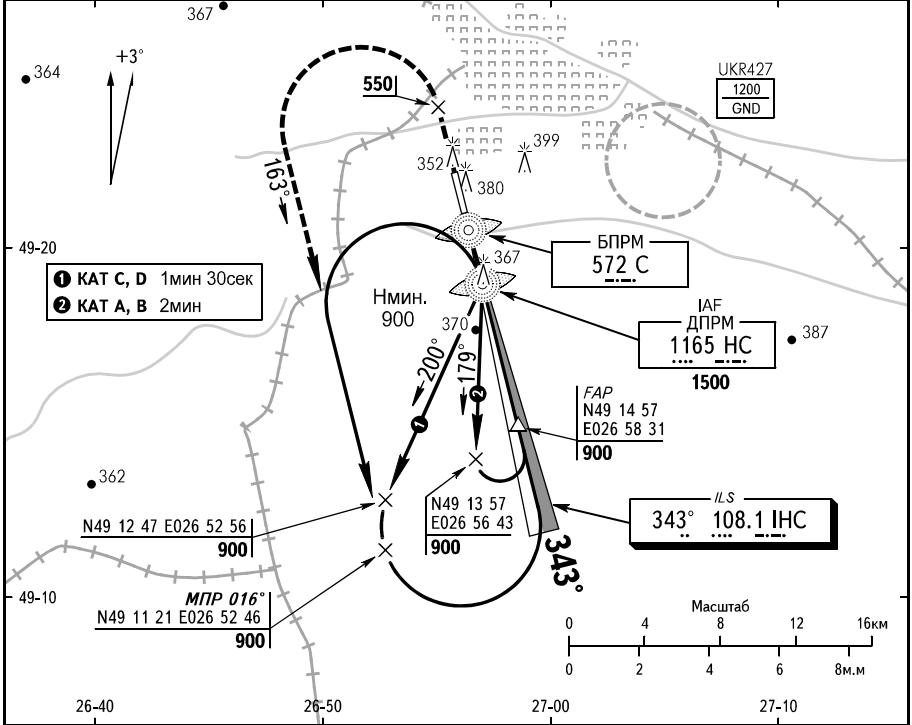 367
+3°
364
550
UKR427
1200
GND
399
352
380
163°
49-20
БПРМ
572 С
367
❶ КАТ C, D 1мин 30сек
❷ КАТ A, B 2мин
Нмин.
900
IAF
ДПРМ
1165 НС
1500
387
370
200°
179°
❷
❶
FAP
N49 14 57
E026 58 31
900
362
N49 13 57
E026 56 43
900
ILS
343° 108.1 IHC
N49 12 47 E026 52 56
900
343°
49-10
МПР 016°
N49 11 21 E026 52 46
900
Масштаб
0 4 8 12 16км
0 2 4 6 8м.м
26-40 26-50 27-00 27-10